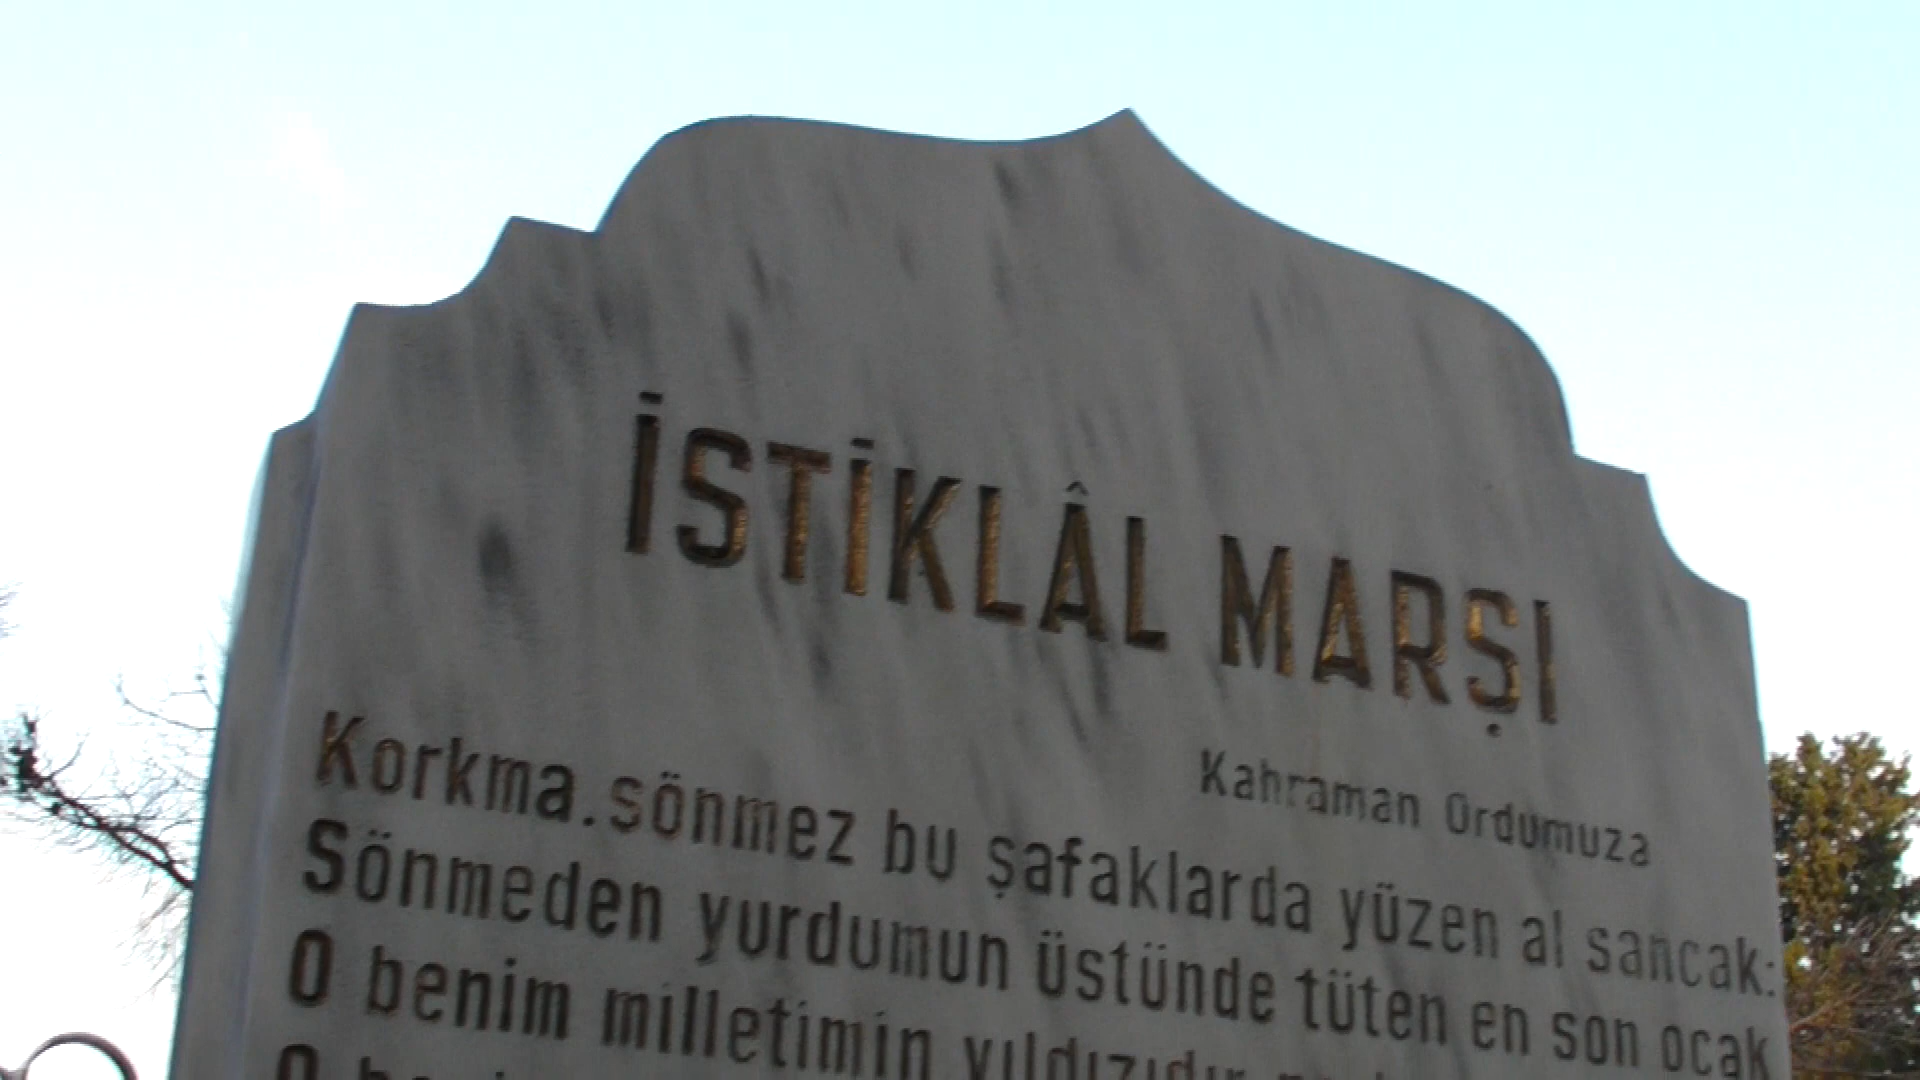 İSTİKLÂL MARŞI
Kahraman Ordumuza
Korkma.sönmez bu şafaklarda yüzen al sancak:
Sönmeden yurdumun üstünde tüten en son ocak
O benim milletimin yıldızıdır
O